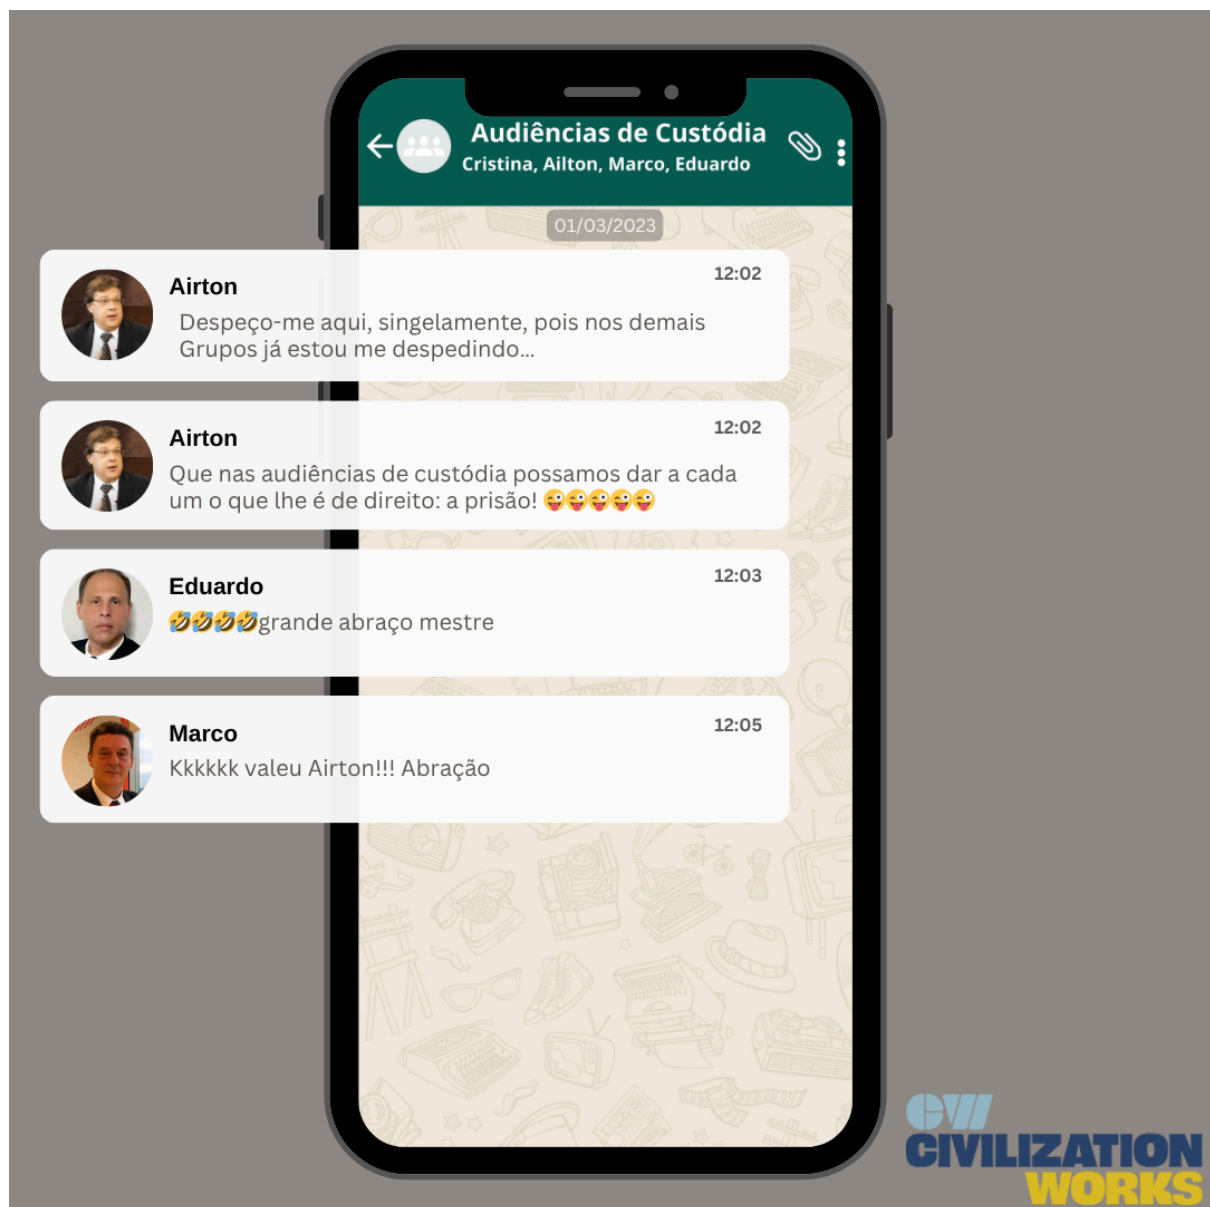 Audiências de Custódia
Cristina, Ailton, Marco, Eduardo
01/03/2023
Airton
12:02
Despeço-me aqui, singelamente, pois nos demais
Grupos já estou me despedindo...
Airton
12:02
Que nas audiências de custódia possamos dar a cada
um o que lhe é de direito: a prisão! 😜😜😜😜😜
Eduardo
12:03
🤣🤣🤣🤣grande abraço mestre
Marco
12:05
Kkkkkk valeu Airton!!! Abração
CW
CIVILIZATION
WORKS